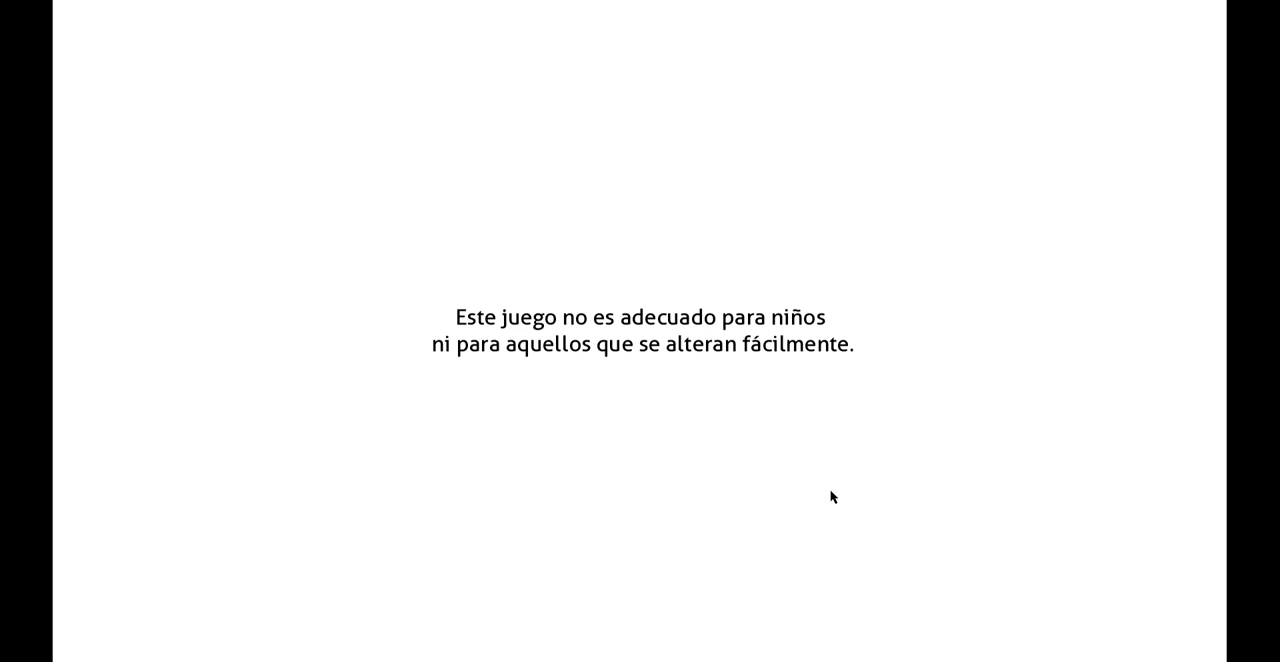 Este juego no es adecuado para niños
ni para aquellos que se alteran fácilmente.